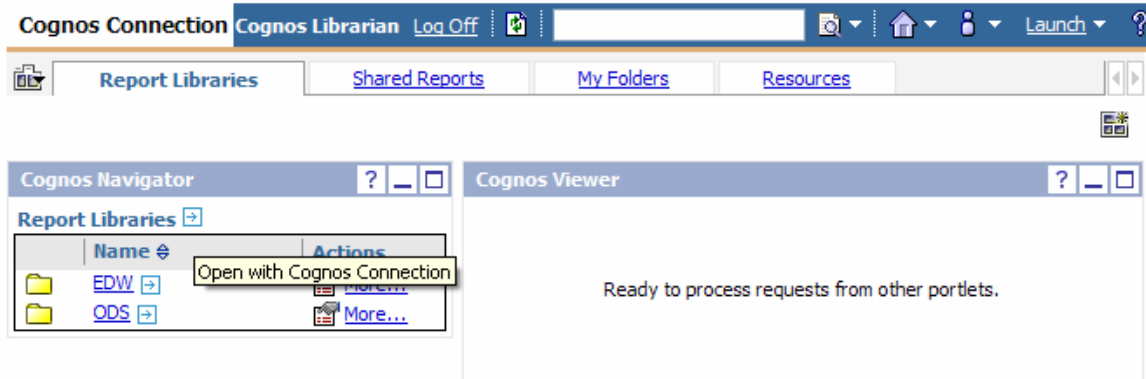 Cognos Connection Cognos Librarian Log Off Launch ?
Report Libraries Shared Reports My Folders Resources
Cognos Navigator ?
Report Libraries
Name Actions
Open with Cognos Connection
EDW More...
ODS More...
Cognos Viewer ?
Ready to process requests from other portlets.